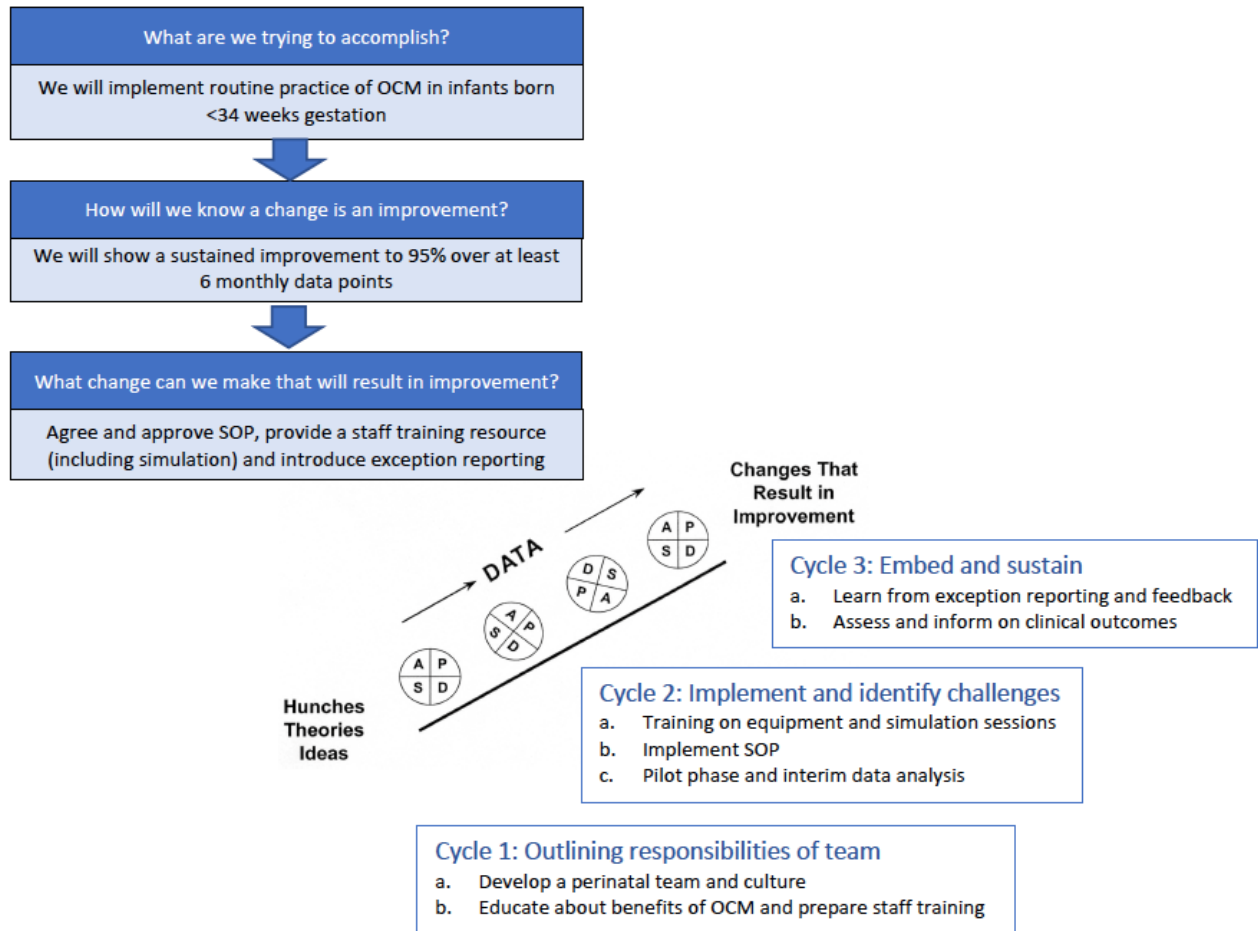 What are we trying to accomplish?
We will implement routine practice of OCM in infants born
<34 weeks gestation
How will we know a change is an improvement?
We will show a sustained improvement to 95% over at least
6 monthly data points
What change can we make that will result in improvement?
Agree and approve SOP, provide a staff training resource
(including simulation) and introduce exception reporting
Changes That
Result in
Improvement
DATA
A P
S D
D S
P A
A P
S D
A P
S D
Hunches
Theories
Ideas
Cycle 3: Embed and sustain
a. Learn from exception reporting and feedback
b. Assess and inform on clinical outcomes
Cycle 2: Implement and identify challenges
a. Training on equipment and simulation sessions
b. Implement SOP
c. Pilot phase and interim data analysis
Cycle 1: Outlining responsibilities of team
a. Develop a perinatal team and culture
b. Educate about benefits of OCM and prepare staff training